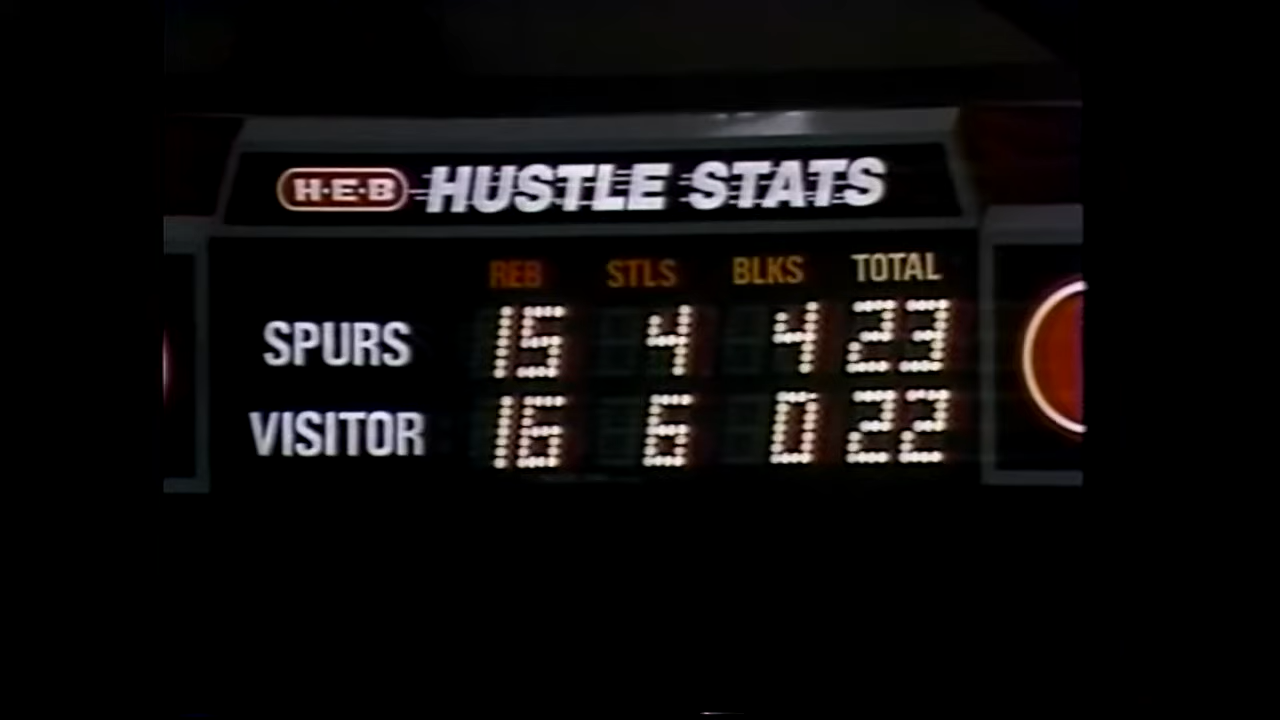 H·E·B HUSTLE STATS
REB STLS BLKS TOTAL
SPURS 15 4 4 23
VISITOR 16 6 0 22